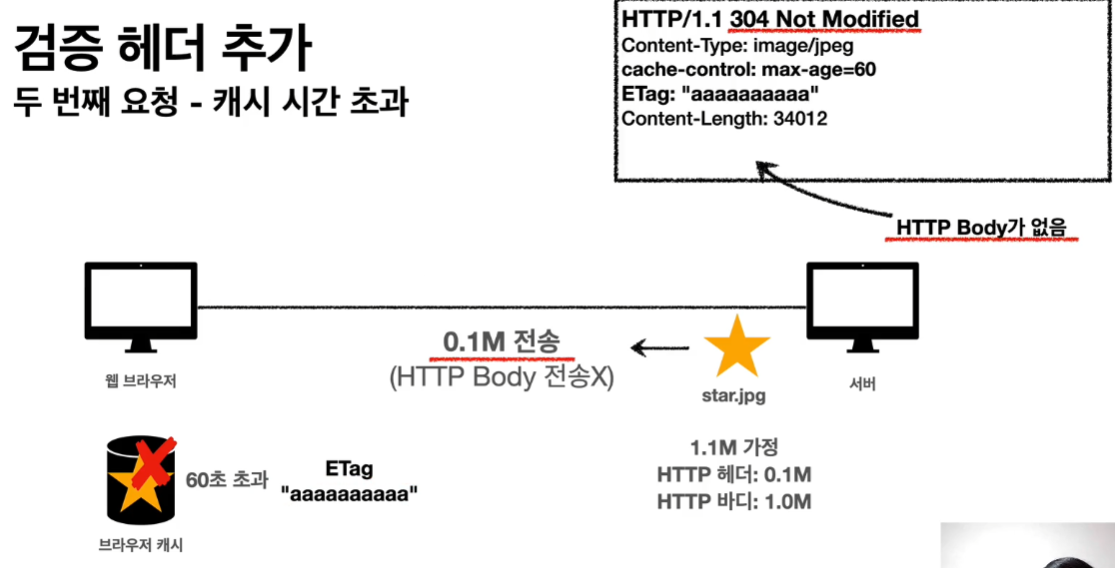 검증 헤더 추가
두 번째 요청 - 캐시 시간 초과
HTTP/1.1 304 Not Modified
Content-Type: image/jpeg
cache-control: max-age=60
ETag: "aaaaaaaaaa"
Content-Length: 34012
HTTP Body가 없음
0.1M 전송
(HTTP Body 전송X)
star.jpg
웹 브라우저
서버
1.1M 가정
HTTP 헤더: 0.1M
HTTP 바디: 1.0M
60초 초과
ETag
"aaaaaaaaaa"
브라우저 캐시